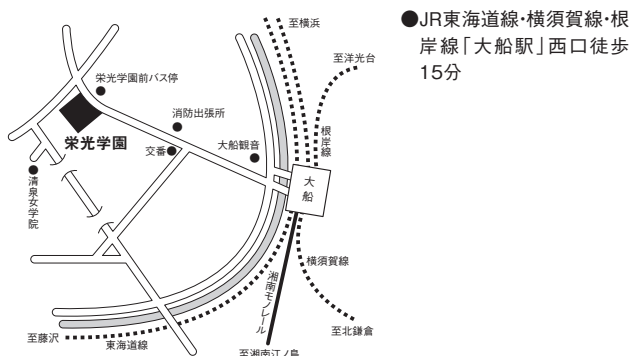 至横浜
至洋光台
栄光学園前バス停
消防出張所
栄光学園
交番
大船観音
根岸線
大船
清泉女学院
横須賀線
湘南モノレール
至藤沢
東海道線
至北鎌倉
至湘南江ノ島
●JR東海道線・横須賀線・根
岸線「大船駅」西口徒歩
15分